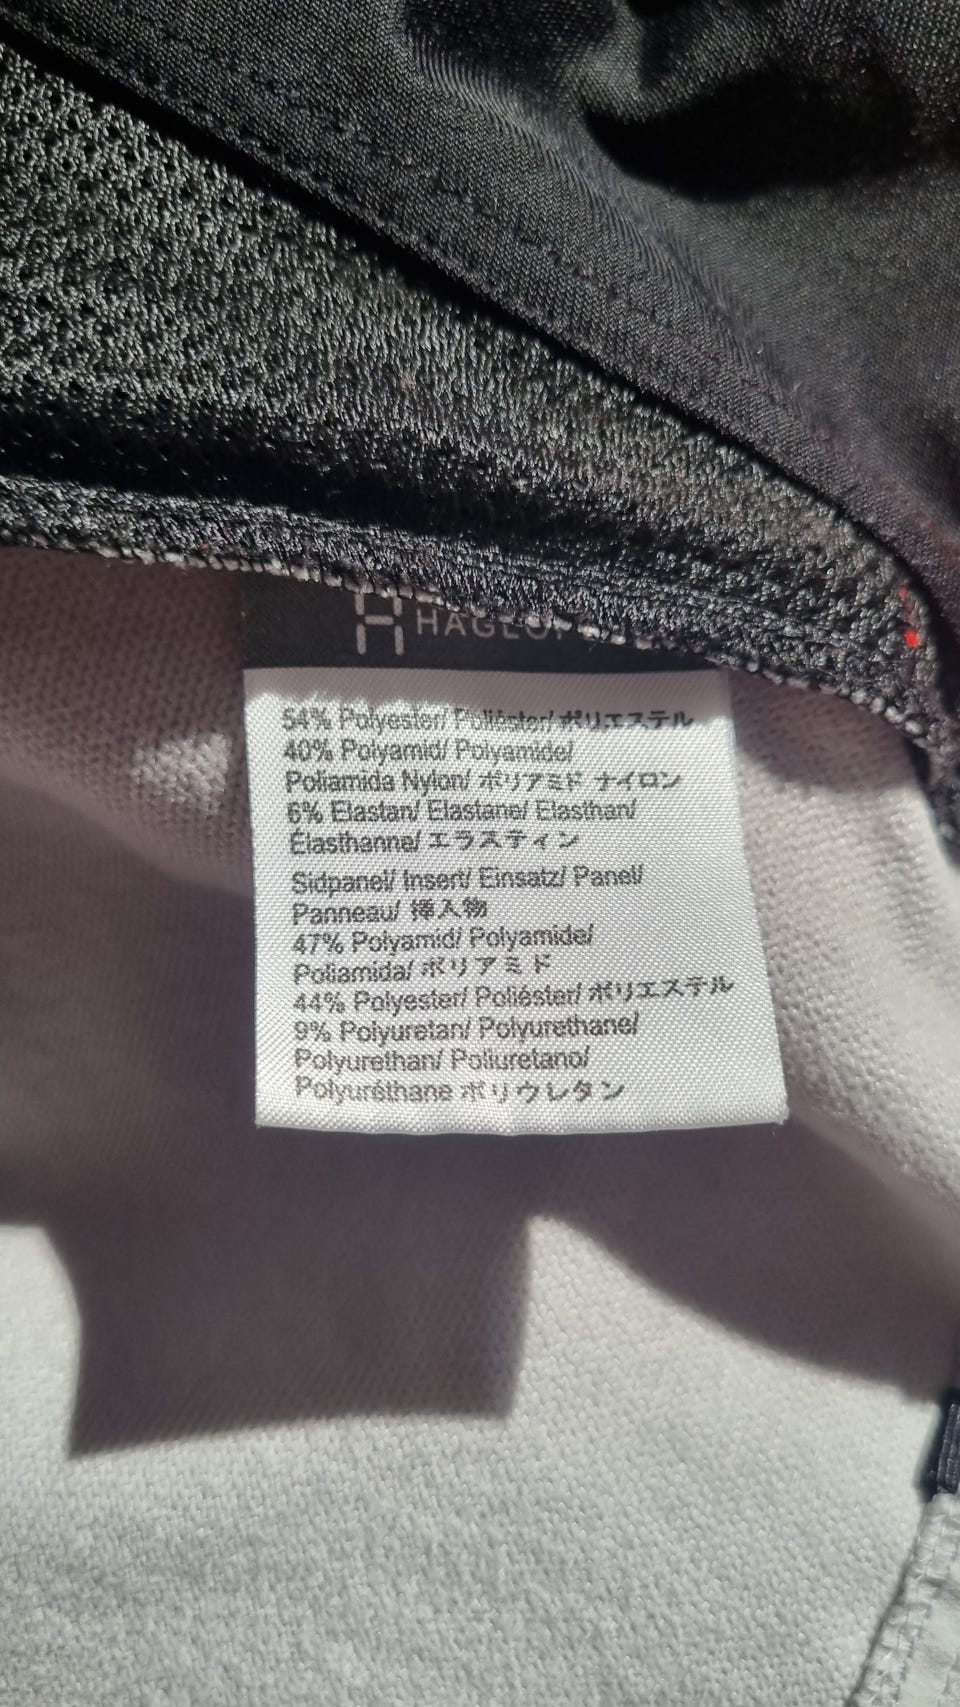 54% Polyester/ Poliéster/ ポリエステル
40% Polyamid/ Polyamide/
Poliamida Nylon/ ポリアミド ナイロン
6% Elastan/ Elastane/ Elasthan/
Élasthanne/ エラスティン
Sidpanel/ Insert/ Einsatz/ Panel/
Panneau/ 挿入物
47% Polyamid/ Polyamide/
Poliamida/ ポリアミド
44% Polyester/ Poliéster/ ポリエステル
9% Polyuretan/ Polyurethane/
Polyurethan/ Poliuretano/
Polyuréthane ポリウレタン